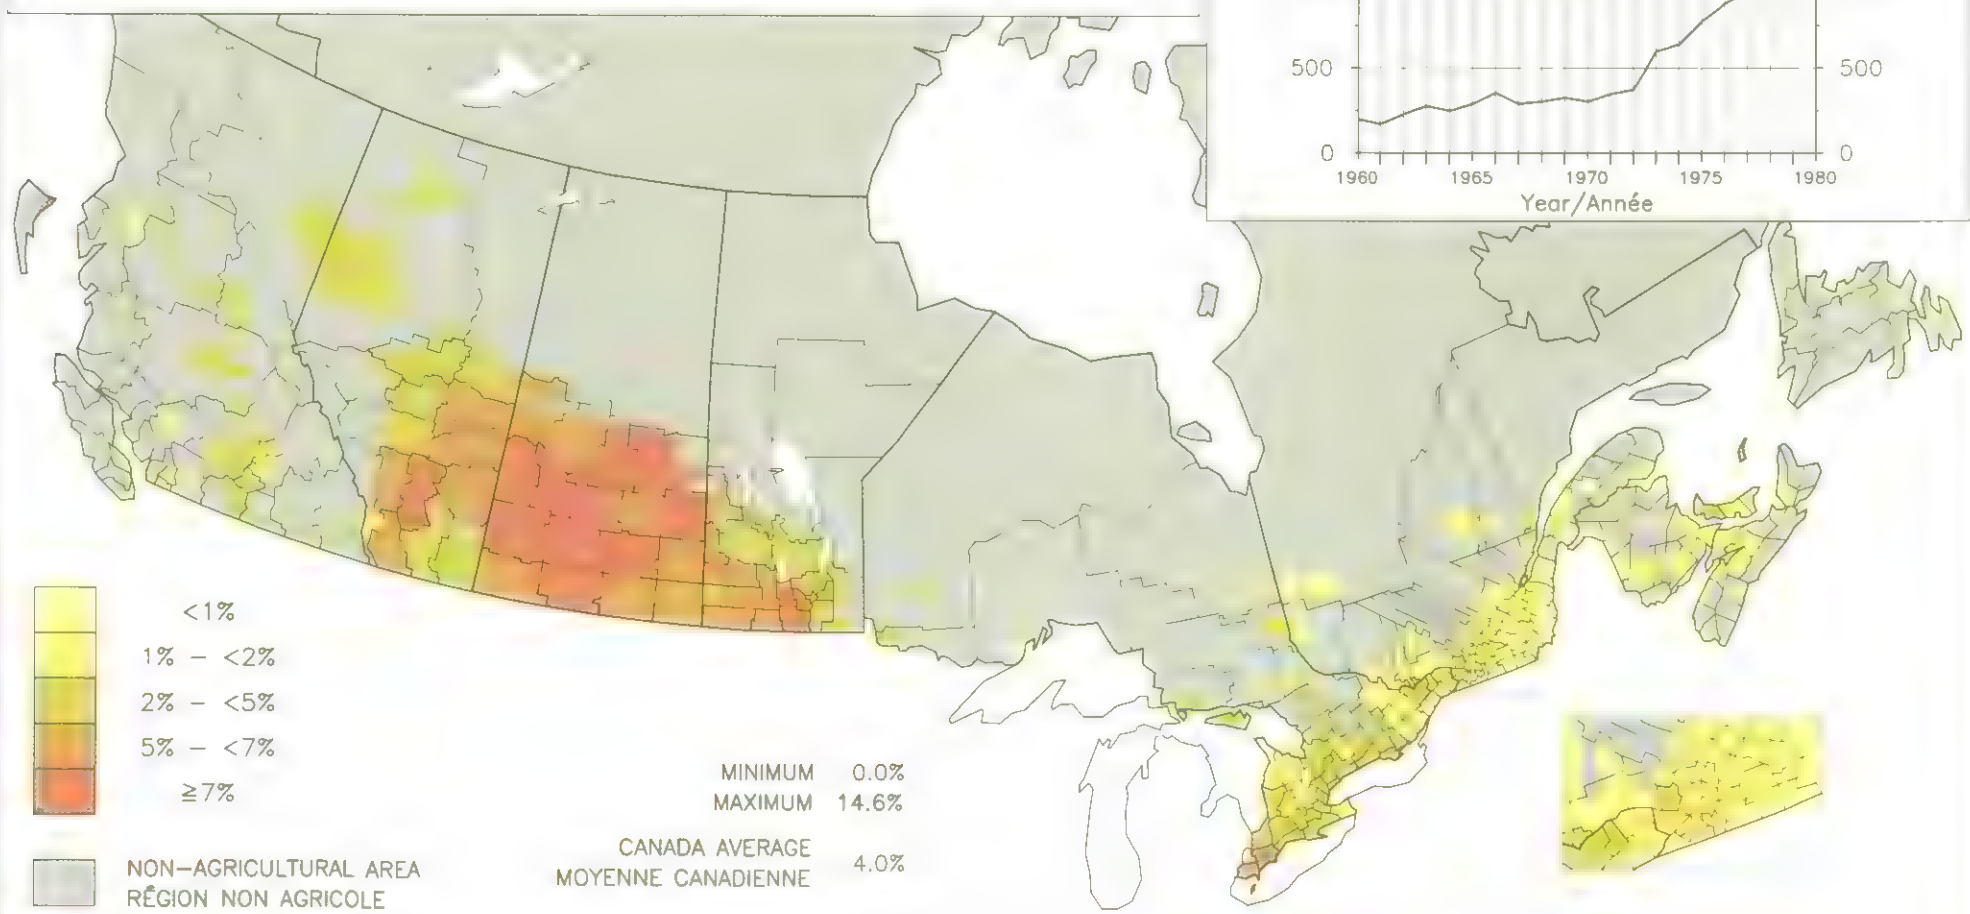 500
500
0
0
1960
1965
1970
1975
1980
Year/Année
<1%
1% – <2%
2% – <5%
5% – <7%
≧7%
NON–AGRICULTURAL AREA
RÉGION NON AGRICOLE
MINIMUM 0.0%
MAXIMUM 14.6%
CANADA AVERAGE
MOYENNE CANADIENNE 4.0%